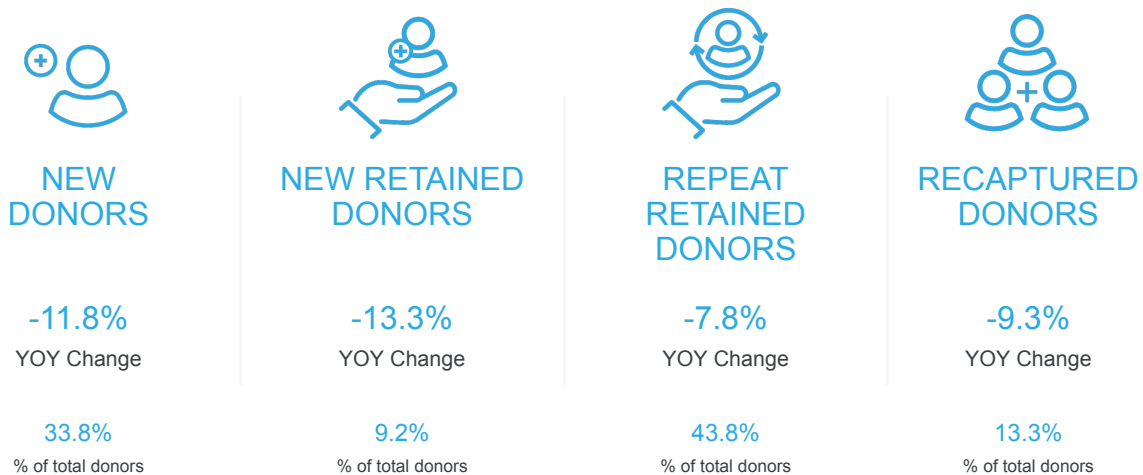 NEW
DONORS
-11.8%
YOY Change
33.8%
% of total donors
NEW RETAINED
DONORS
-13.3%
YOY Change
9.2%
% of total donors
REPEAT
RETAINED
DONORS
-7.8%
YOY Change
43.8%
% of total donors
RECAPTURED
DONORS
-9.3%
YOY Change
13.3%
% of total donors